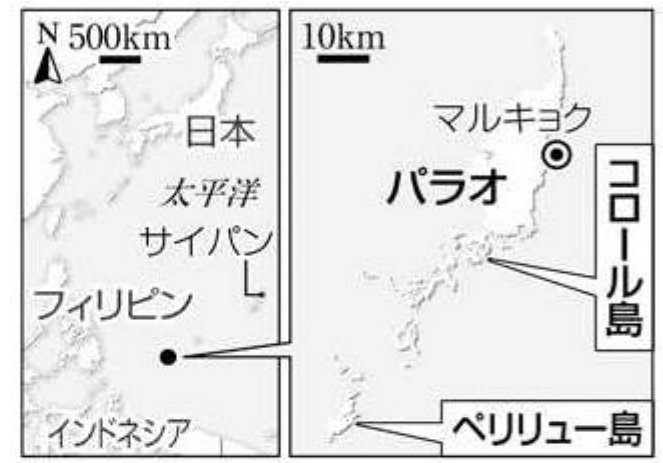 N 500km
日本
太平洋
サイパン
フィリピン
インドネシア
10km
マルキョク
パラオ
コロール島
ペリリュー島